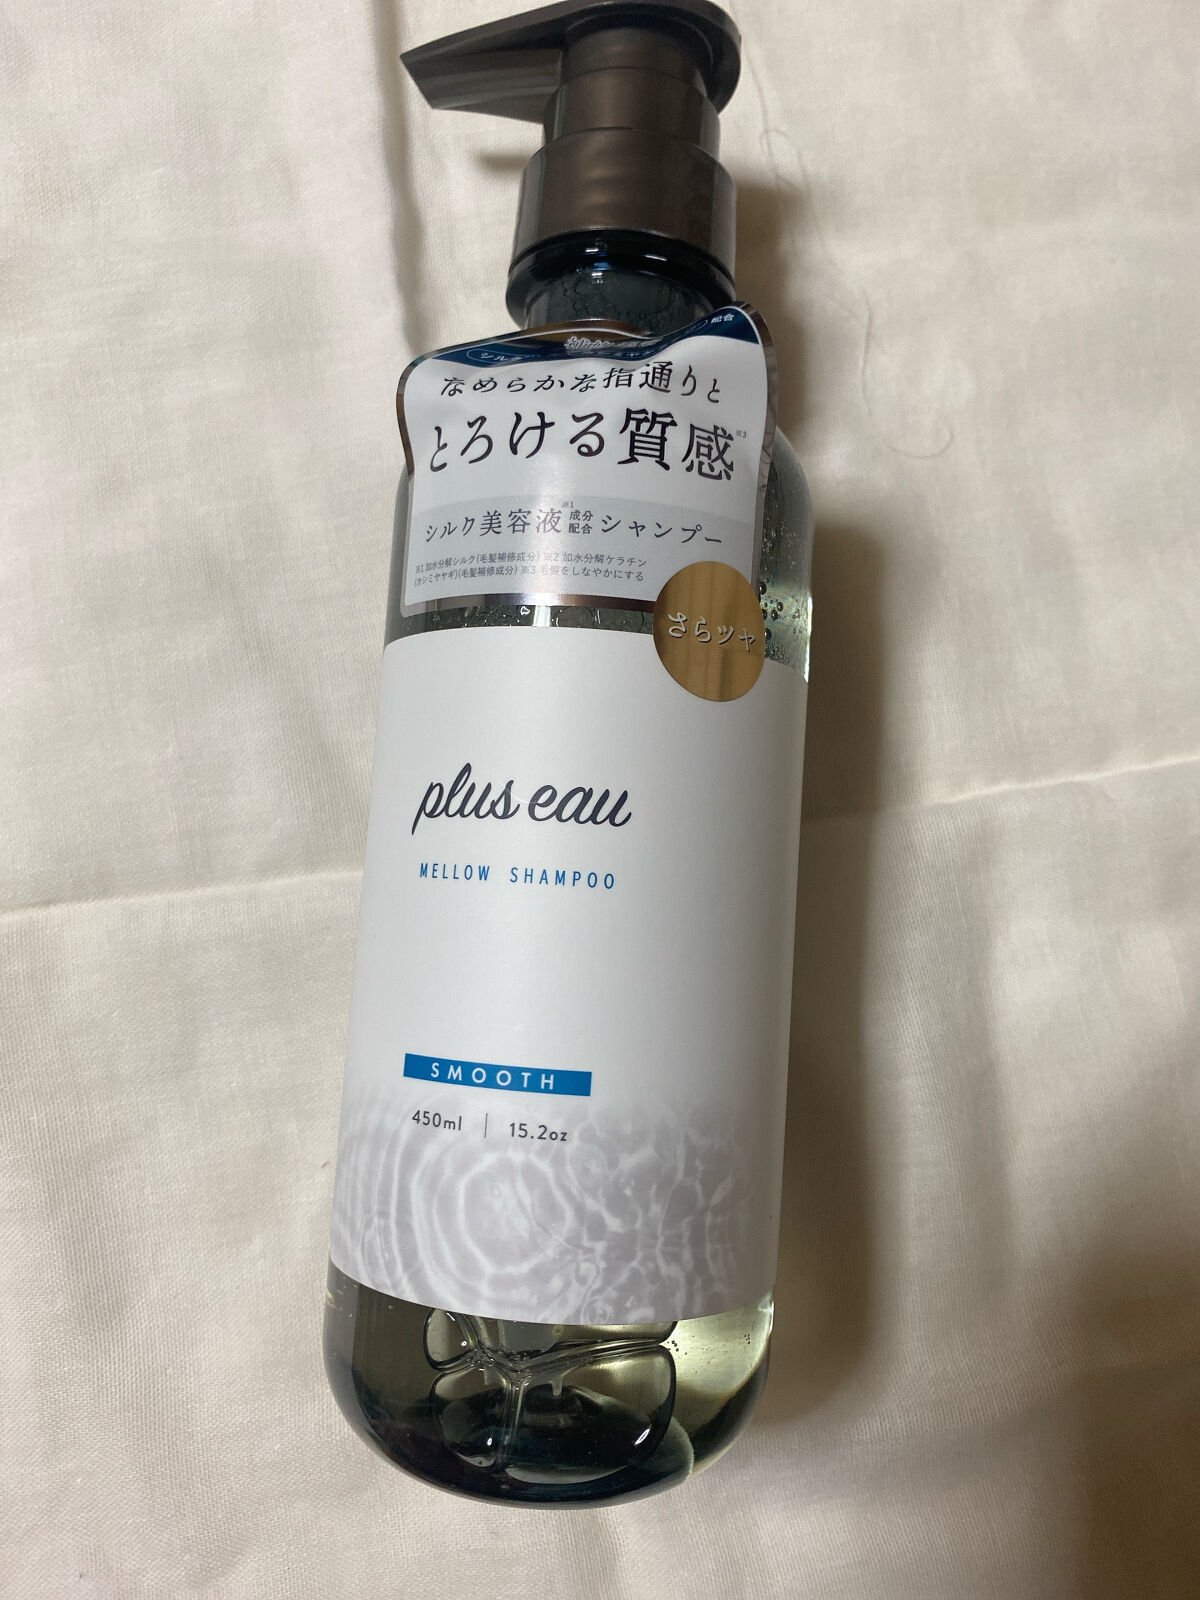 配合
なめらかな指通りと
とろける質感※3
シルク美容液※1成分配合シャンプー
※1 加水分解シルク(毛髪補修成分) ※2 加水分解ケラチン
(カシミヤヤギ)(毛髪補修成分) ※3 毛髪をしなやかにする
さらツヤ
plus eau
MELLOW SHAMPOO
SMOOTH
450ml | 15.2oz